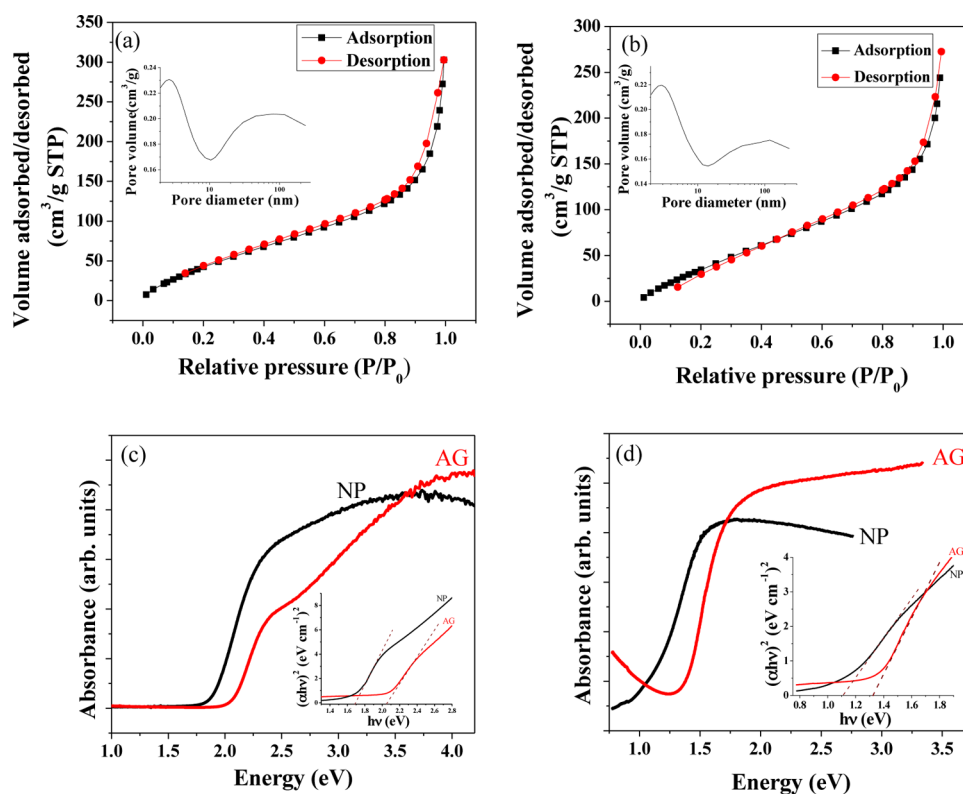 (a)
Adsorption
Desorption
Volume adsorbed/desorbed
(cm³/g STP)
350
300
250
200
150
100
50
0
0.0 0.2 0.4 0.6 0.8 1.0
Relative pressure (P/P₀)
Pore volume(cm³/g)
0.24
0.20
0.16
10 100
Pore diameter (nm)
(b)
Adsorption
Desorption
Volume adsorbed/desorbed
(cm³/g STP)
300
250
200
150
100
50
0
0.0 0.2 0.4 0.6 0.8 1.0
Relative pressure (P/P₀)
Pore volume (cm³/g)
0.22
0.20
0.18
0.16
0.14
10 100
Pore diameter (nm)
(c)
AG
NP
Absorbance (arb. units)
1.0 1.5 2.0 2.5 3.0 3.5 4.0
Energy (eV)
NP
AG
(αhν)² (eV cm⁻¹)²
8
6
4
2
0
1.4 1.6 1.8 2.0 2.2 2.4 2.6 2.8
hν (eV)
(d)
AG
NP
Absorbance (arb. units)
1.0 1.5 2.0 2.5 3.0 3.5
Energy (eV)
AG
NP
(αhν)² (eV cm⁻¹)²
4
3
2
1
0
0.8 1.0 1.2 1.4 1.6 1.8
hν (eV)